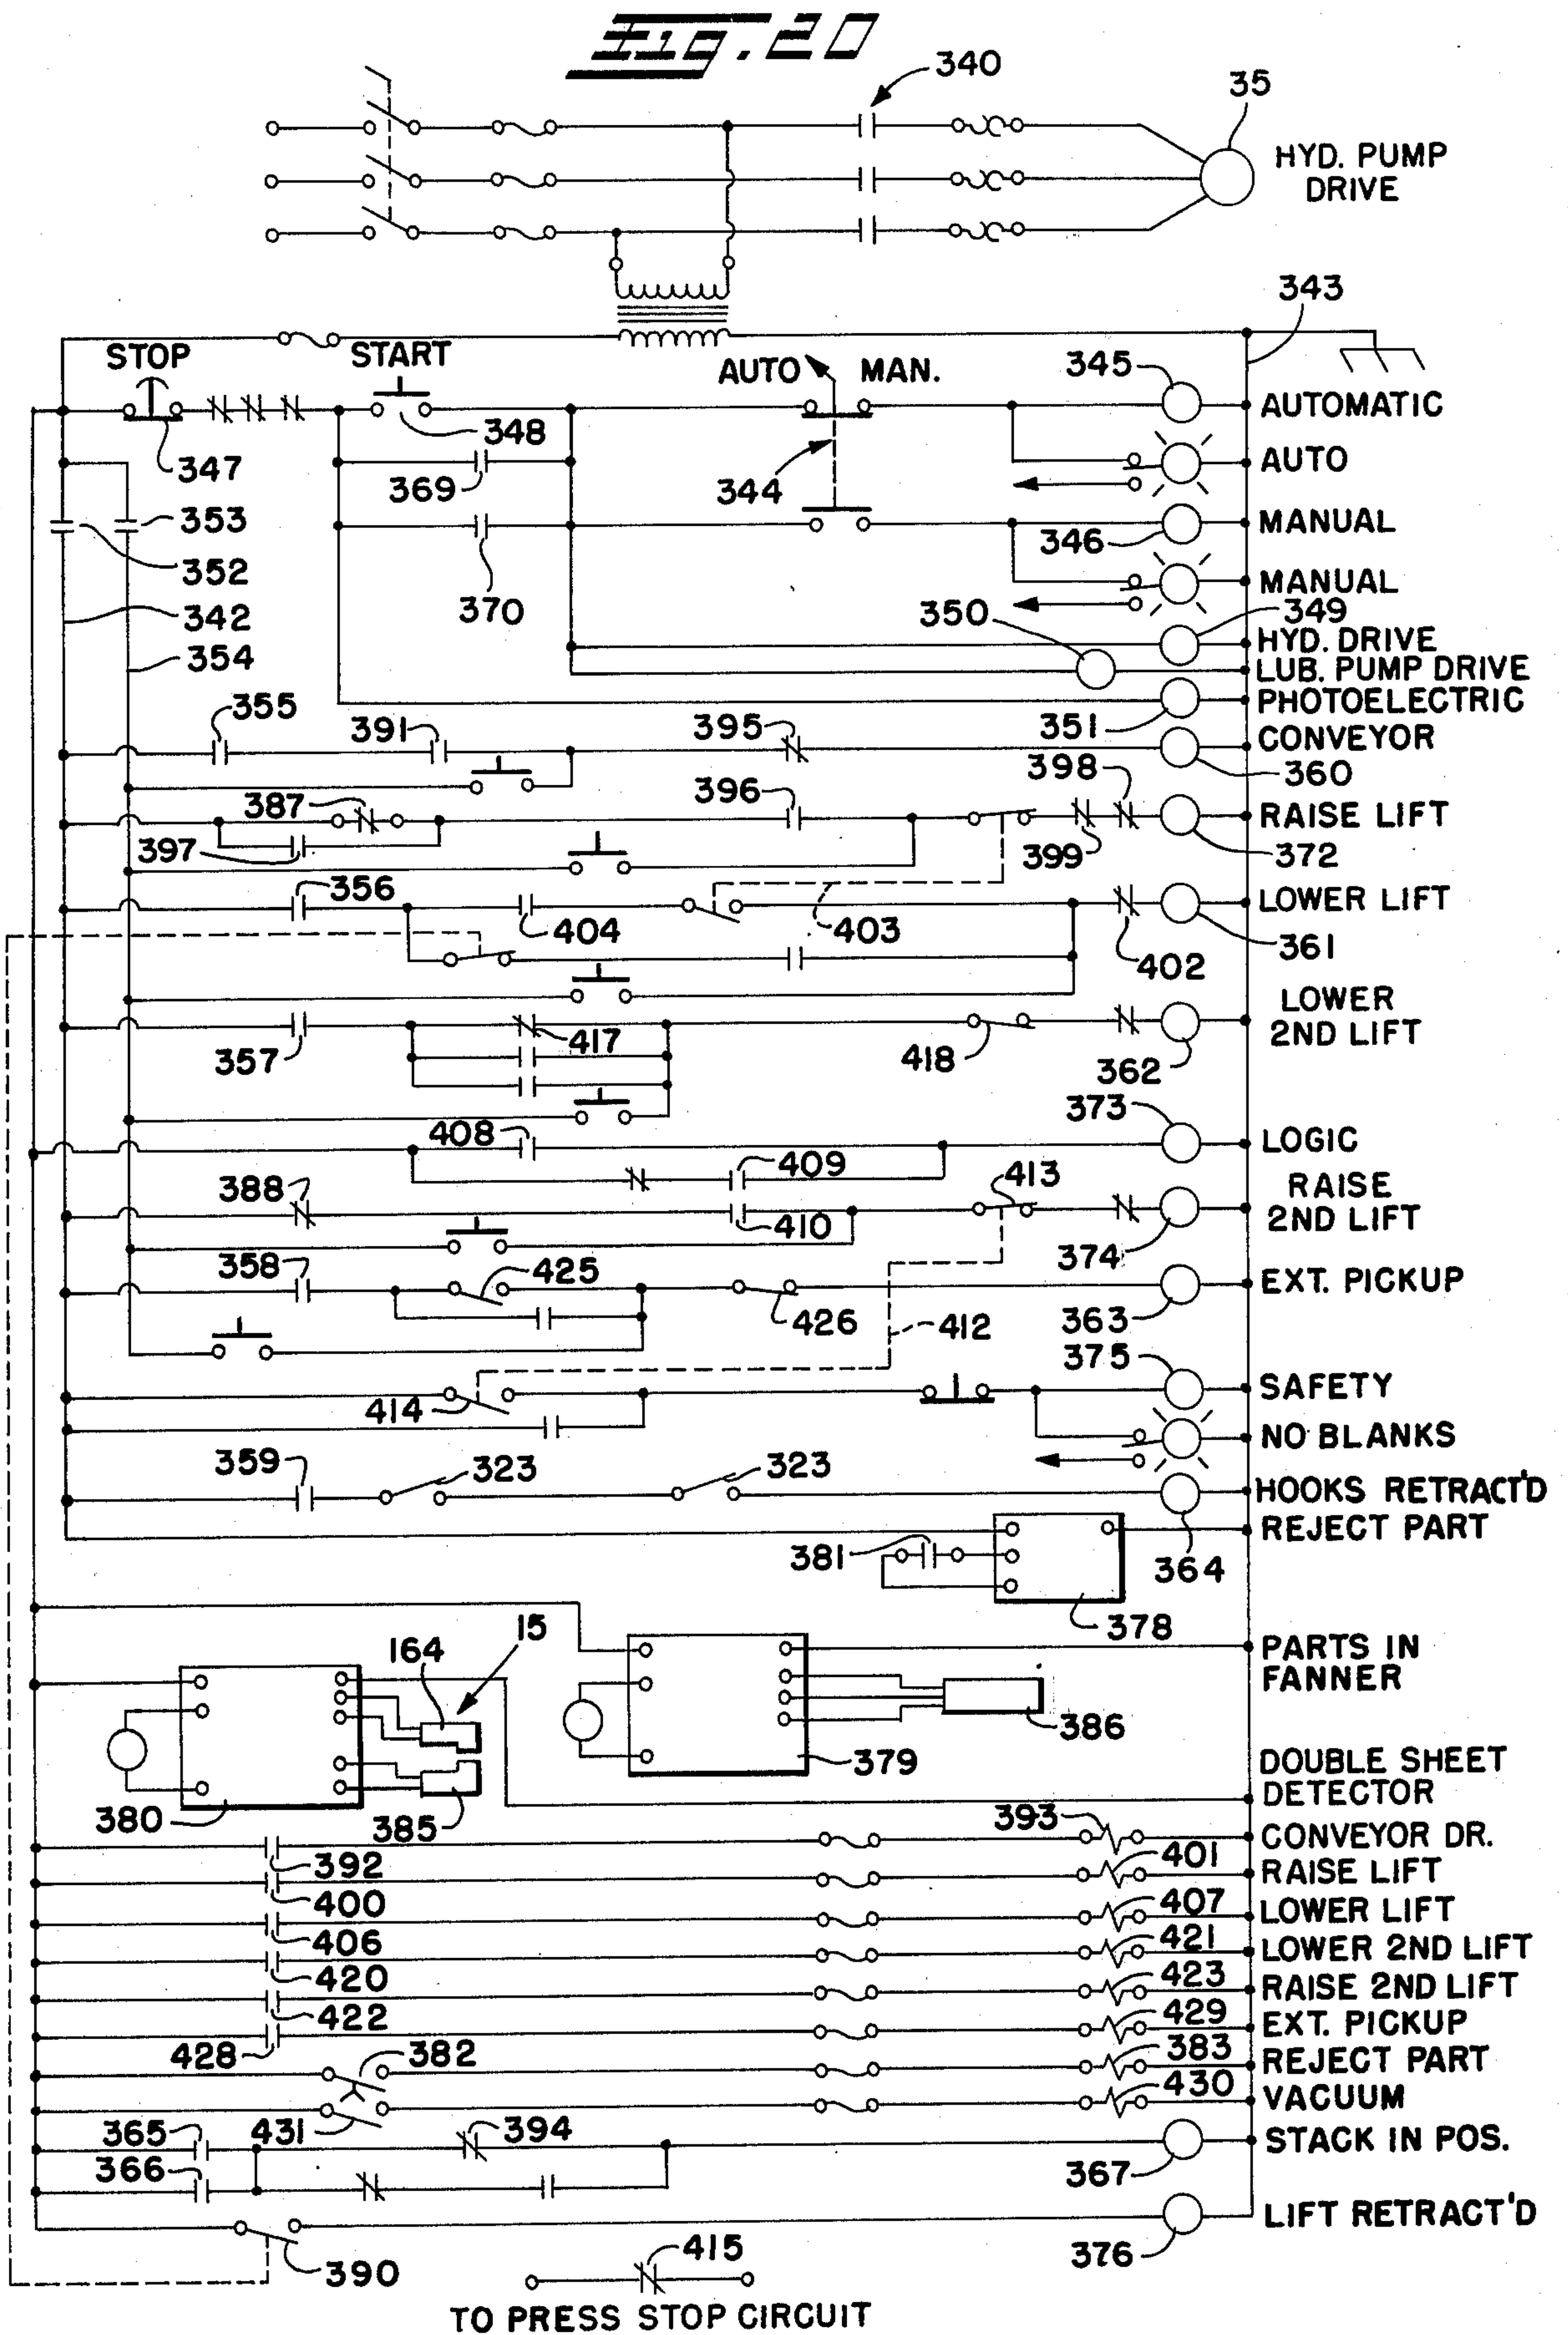 Fig. 20
340
35
HYD. PUMP
DRIVE
343
STOP
START
AUTO
MAN.
345
AUTOMATIC
348
347
369
344
AUTO
353
352
370
346
MANUAL
MANUAL
342
350
349
HYD. DRIVE
354
LUB. PUMP DRIVE
355
391
395
351
PHOTOELECTRIC
CONVEYOR
360
387
396
398
RAISE LIFT
397
399
372
356
LOWER LIFT
404
403
402
361
LOWER
2ND LIFT
357
417
418
362
373
408
LOGIC
409
413
388
RAISE
2ND LIFT
410
374
358
425
EXT. PICKUP
426
412
363
375
SAFETY
414
NO BLANKS
359
323
323
HOOKS RETRACT'D
381
REJECT PART
364
378
164
15
PARTS IN
FANNER
386
379
DOUBLE SHEET
DETECTOR
380
385
393
CONVEYOR DR.
392
401
RAISE LIFT
400
407
LOWER LIFT
406
421
LOWER 2ND LIFT
420
423
RAISE 2ND LIFT
422
429
EXT. PICKUP
428
382
383
REJECT PART
430
VACUUM
365
431
394
STACK IN POS.
366
367
LIFT RETRACT'D
390
415
376
TO PRESS STOP CIRCUIT